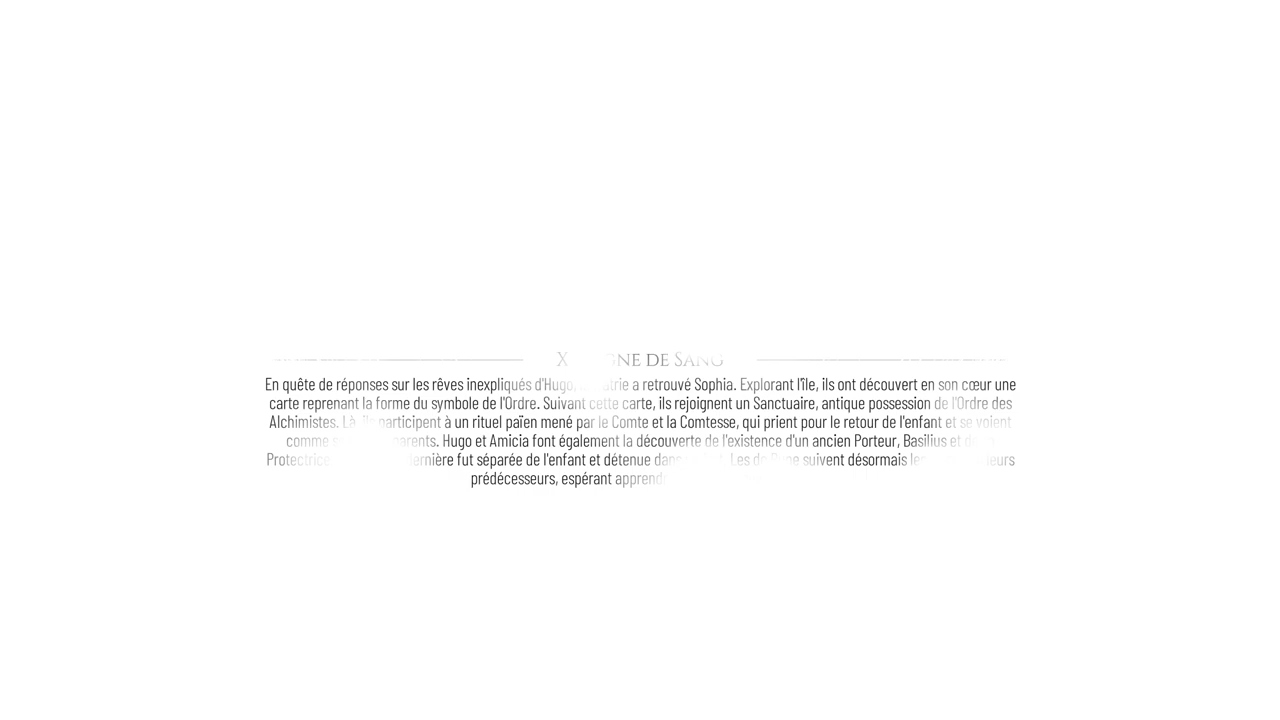 X GNE DE SANG
En quête de réponses sur les rêves inexpliqués d'Hugo, a retrouvé Sophia. Explorant l'île, ils ont découvert en son cœur une
carte reprenant la forme du symbole de l'Ordre. Suivant cette carte, ils rejoignent un Sanctuaire, antique possession de l'Ordre des
Alchimistes. Là, ils participent à un rituel païen mené par le Comte et la Comtesse, qui prient pour le retour de l'enfant et se voient
comme parents. Hugo et Amicia font également la découverte de l'existence d'un ancien Porteur, Basilius et
Protectrice dernière fut séparée de l'enfant et détenue Les de Rune suivent désormais leurs
prédécesseurs, espérant